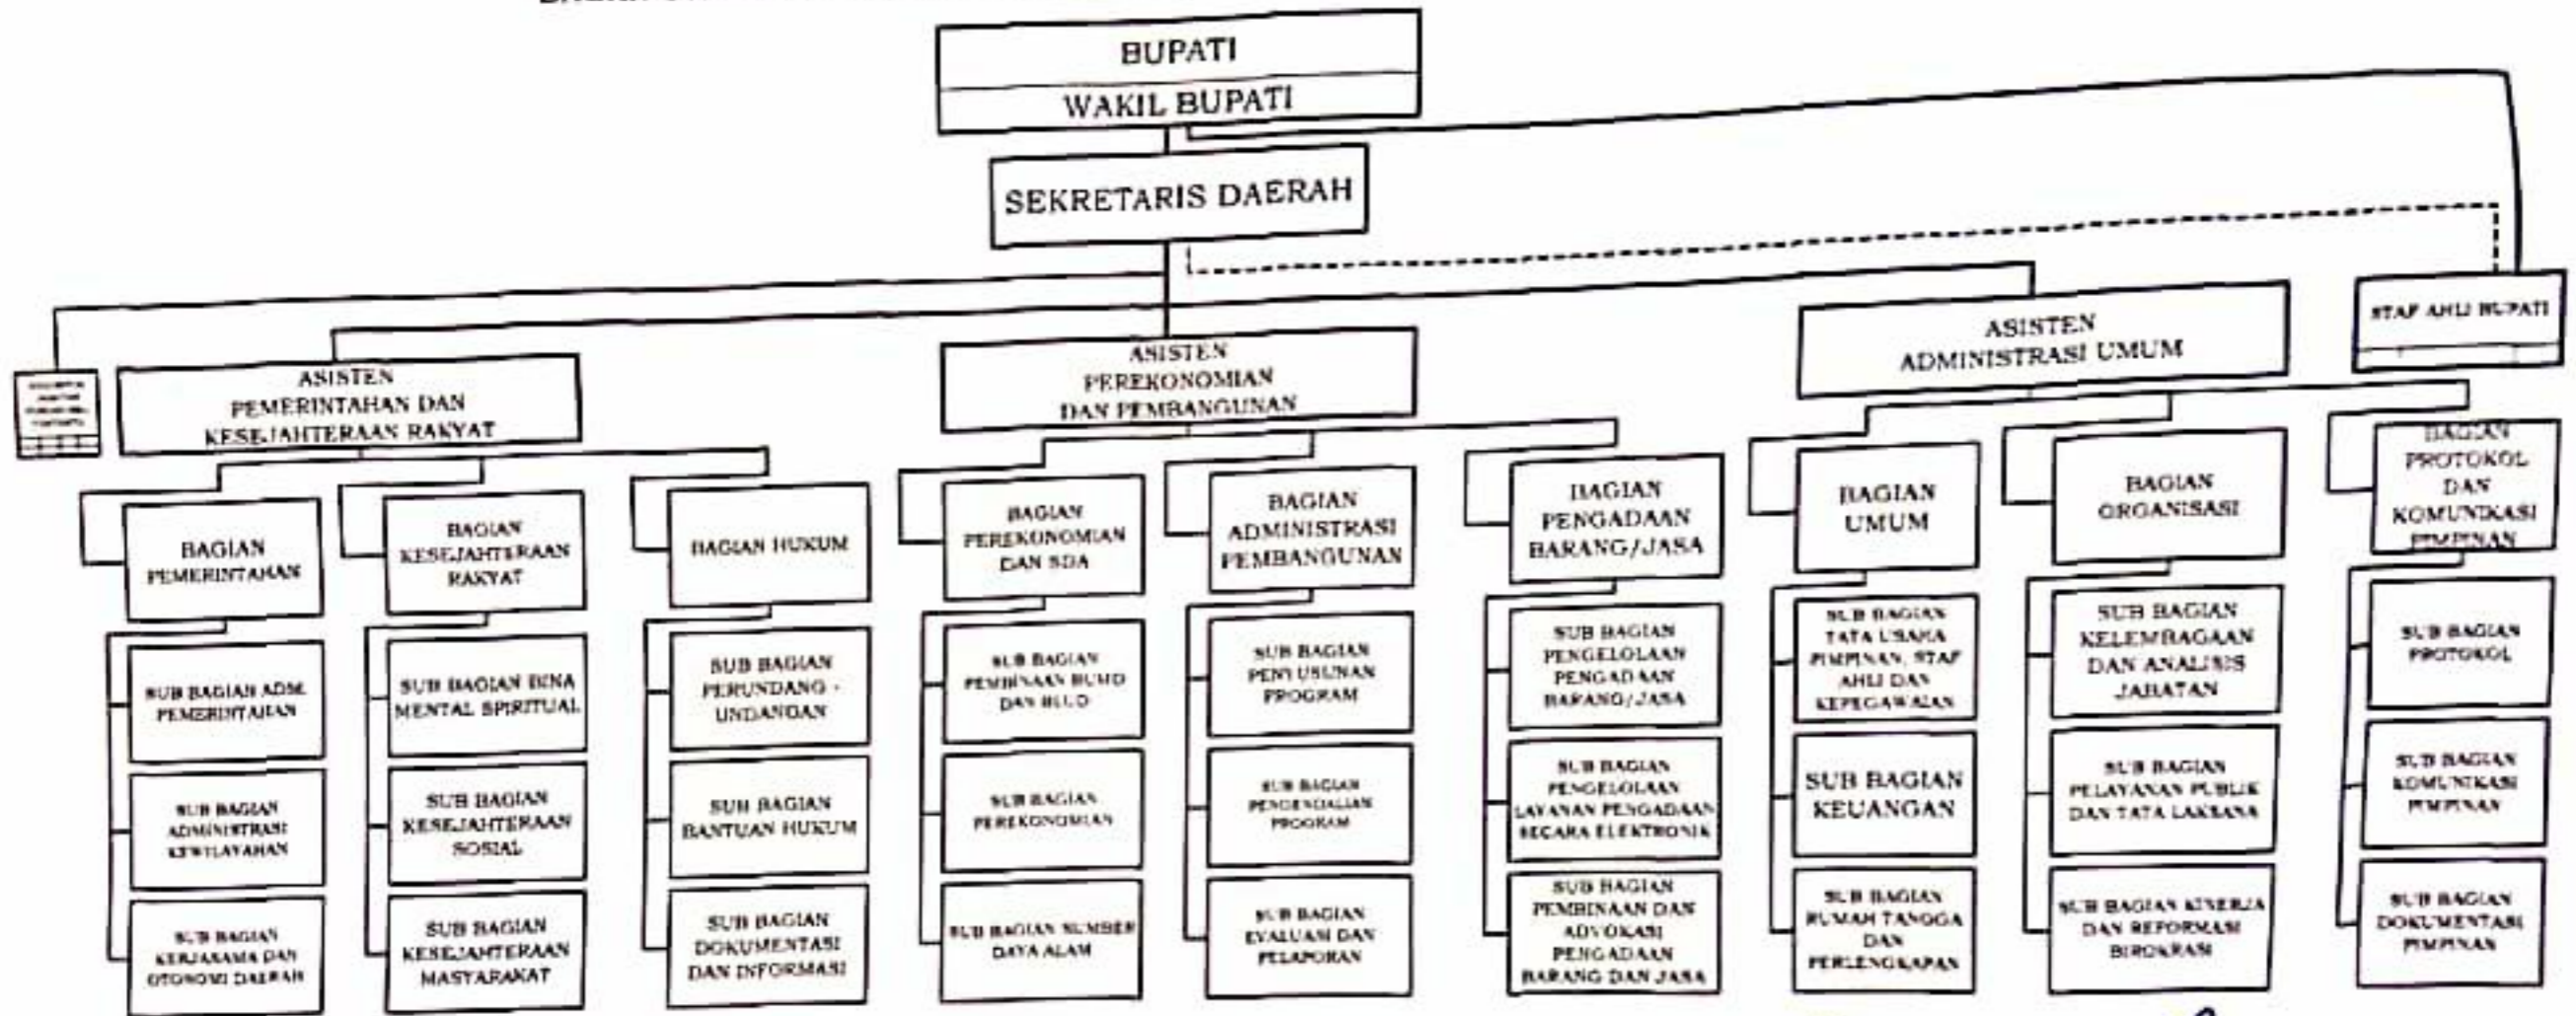 BUPATI
WAKIL BUPATI
SEKRETARIS DAERAH
STAF AHLI BUPATI
ASISTEN
PEMERINTAHAN DAN
KESEJAHTERAAN RAKYAT
ASISTEN
PEREKONOMIAN
DAN PEMBANGUNAN
ASISTEN
ADMINISTRASI UMUM
BAGIAN
PEMERINTAHAN
BAGIAN
KESEJAHTERAAN
RAKYAT
BAGIAN HUKUM
BAGIAN
PEREKONOMIAN
DAN SDA
BAGIAN
ADMINISTRASI
PEMBANGUNAN
BAGIAN
PENGADAAN
BARANG/JASA
BAGIAN
UMUM
BAGIAN
ORGANISASI
BAGIAN
PROTOKOL
DAN
KOMUNIKASI
PIMPINAN
SUB BAGIAN ADM.
PEMERINTAHAN
SUB BAGIAN BINA
MENTAL SPIRITUAL
SUB BAGIAN
PERUNDANG -
UNDANGAN
SUB BAGIAN
PEMBINAAN BUMD
DAN BLUD
SUB BAGIAN
PENYUSUNAN
PROGRAM
SUB BAGIAN
PENGELOLAAN
PENGADAAN
BARANG/JASA
SUB BAGIAN
TATA USAHA
PIMPINAN, STAF
AHLI DAN
KEPEGAWAIAN
SUB BAGIAN
KELEMBAGAAN
DAN ANALISIS
JABATAN
SUB BAGIAN
PROTOKOL
SUB BAGIAN
ADMINISTRASI
KEWILAYAHAN
SUB BAGIAN
KESEJAHTERAAN
SOSIAL
SUB BAGIAN
BANTUAN HUKUM
SUB BAGIAN
PEREKONOMIAN
SUB BAGIAN
PENGENDALIAN
PROGRAM
SUB BAGIAN
PENGELOLAAN
LAYANAN PENGADAAN
SECARA ELEKTRONIK
SUB BAGIAN
KEUANGAN
SUB BAGIAN
PELAYANAN PUBLIK
DAN TATA LAKSANA
SUB BAGIAN
KOMUNIKASI
PIMPINAN
SUB BAGIAN
KERJASAMA DAN
OTONOMI DAERAH
SUB BAGIAN
KESEJAHTERAAN
MASYARAKAT
SUB BAGIAN
DOKUMENTASI
DAN INFORMASI
SUB BAGIAN SUMBER
DAYA ALAM
SUB BAGIAN
EVALUASI DAN
PELAPORAN
SUB BAGIAN
PEMBINAAN DAN
ADVOKASI
PENGADAAN
BARANG DAN JASA
SUB BAGIAN
RUMAH TANGGA
DAN
PERLENGKAPAN
SUB BAGIAN KINERJA
DAN REFORMASI
BIROKRASI
SUB BAGIAN
DOKUMENTASI
PIMPINAN